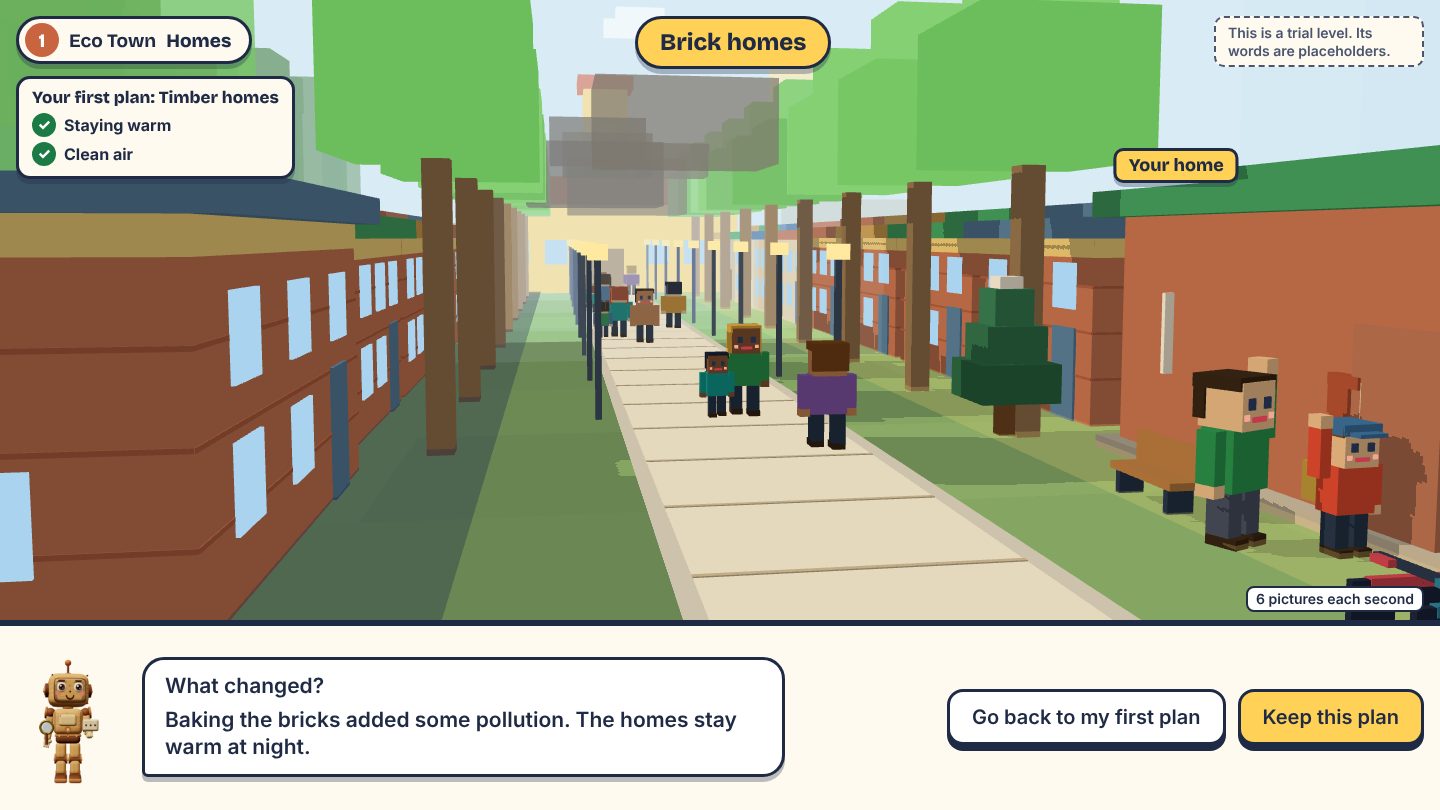 1 Eco Town Homes
Brick homes
This is a trial level. Its
words are placeholders.
Your first plan: Timber homes
Staying warm
Clean air
Your home
6 pictures each second
What changed?
Baking the bricks added some pollution. The homes stay
warm at night.
Go back to my first plan
Keep this plan